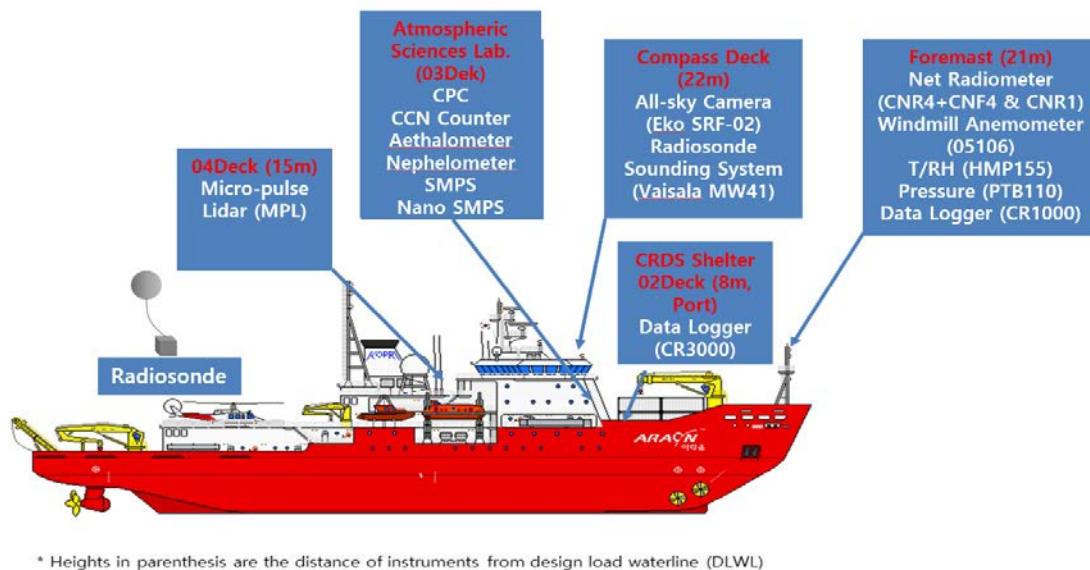 Atmospheric
Sciences Lab.
(03Dek)
CPC
CCN Counter
Aethalometer
Nephelometer
SMPS
Nano SMPS
Compass Deck
(22m)
All-sky Camera
(Eko SRF-02)
Radiosonde
Sounding System
(Vaisala MW41)
Foremast (21m)
Net Radiometer
(CNR4+CNF4 & CNR1)
Windmill Anemometer
(05106)
T/RH (HMP155)
Pressure (PTB110)
Data Logger (CR1000)
04Deck (15m)
Micro-pulse
Lidar (MPL)
CRDS Shelter
02Deck (8m,
Port)
Data Logger
(CR3000)
Radiosonde
ARAON
아라온
* Heights in parenthesis are the distance of instruments from design load waterline (DLWL)